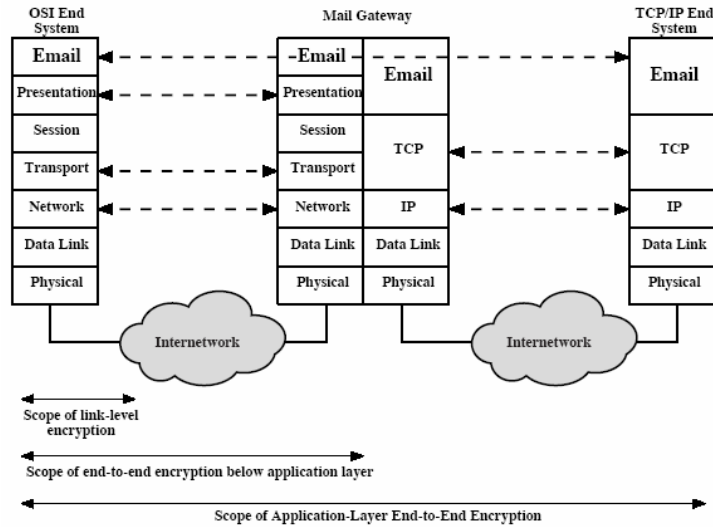 OSI End
System
Mail Gateway
TCP/IP End
System
Email
Email
Email
Email
Presentation
Presentation
Session
Session
TCP
TCP
Transport
Transport
Network
Network
IP
IP
Data Link
Data Link
Data Link
Data Link
Physical
Physical
Physical
Physical
Internetwork
Internetwork
Scope of link-level
encryption
Scope of end-to-end encryption below application layer
Scope of Application-Layer End-to-End Encryption